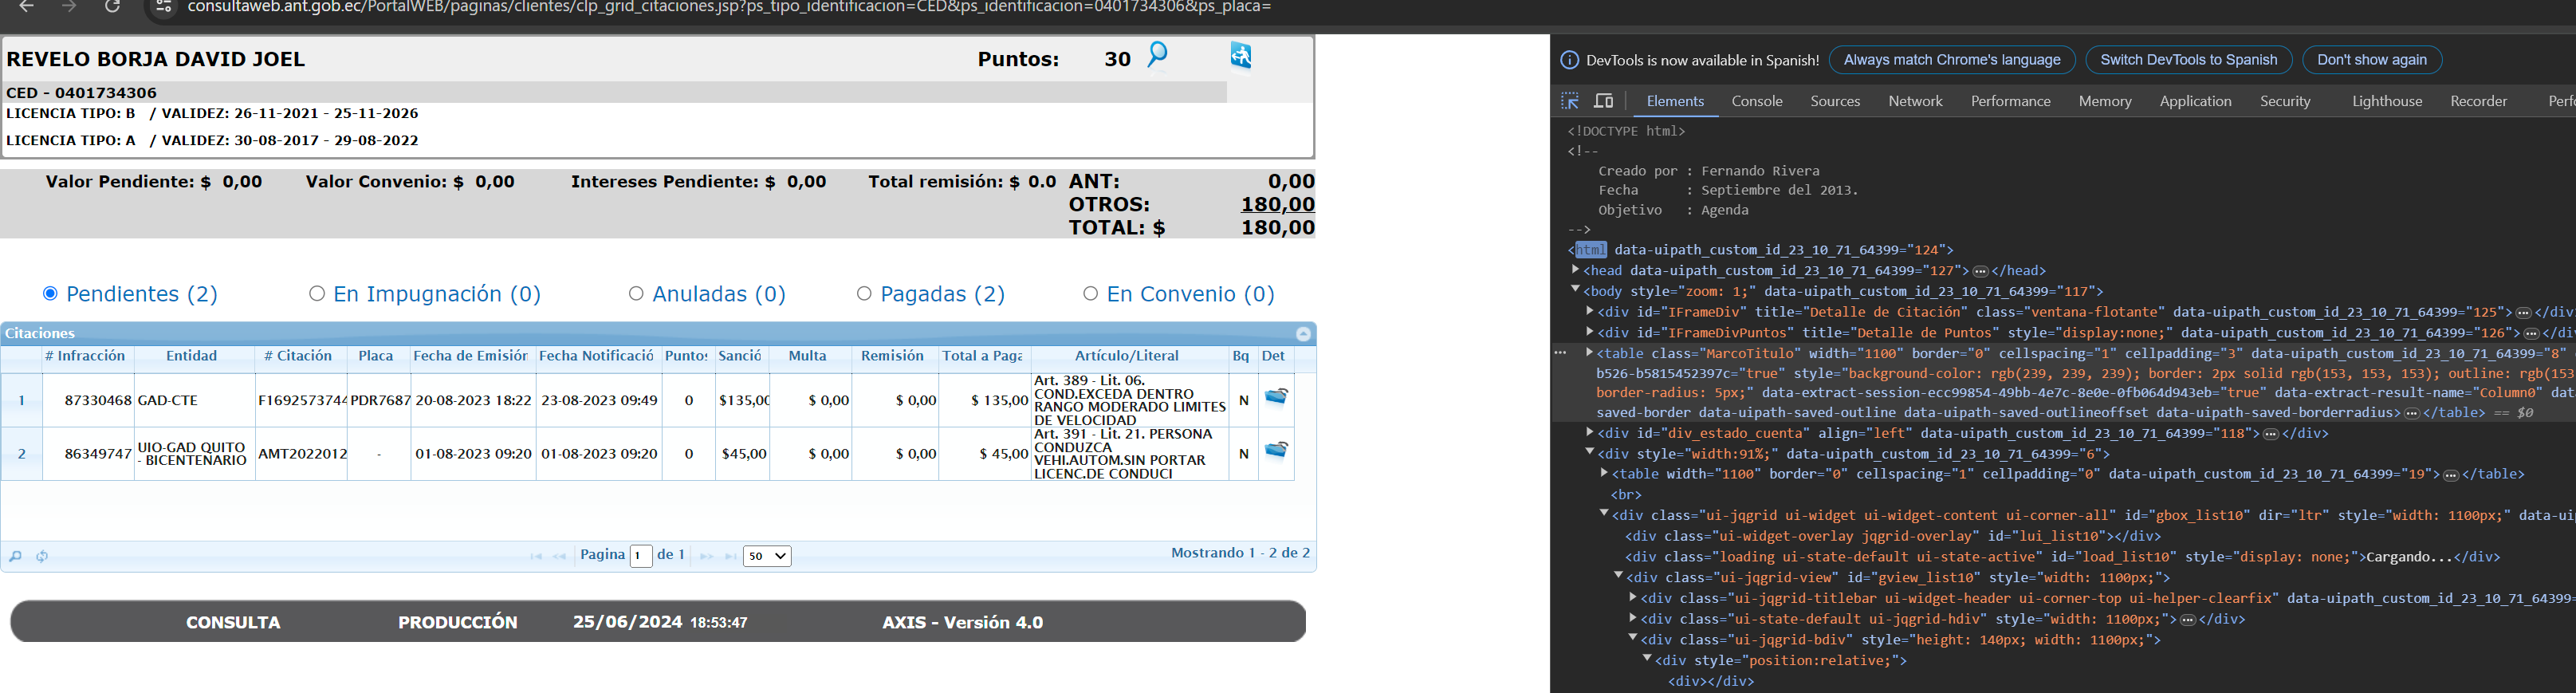 consultaweb.ant.gob.ec/PortalWEB/paginas/clientes/clp_grid_citaciones.jsp?ps_tipo_identificacion=CED&ps_identificacion=0401734306&ps_placa=
REVELO BORJA DAVID JOEL
Puntos: 30
CED - 0401734306
LICENCIA TIPO: B / VALIDEZ: 26-11-2021 - 25-11-2026
LICENCIA TIPO: A / VALIDEZ: 30-08-2017 - 29-08-2022
Valor Pendiente: $ 0,00 Valor Convenio: $ 0,00 Intereses Pendiente: $ 0,00 Total remisión: $ 0.0 ANT: 0,00
OTROS: 180,00
TOTAL: $ 180,00
Pendientes (2) En Impugnación (0) Anuladas (0) Pagadas (2) En Convenio (0)
Citaciones
# Infracción Entidad # Citación Placa Fecha de Emisión Fecha Notificació Puntos Sanció Multa Remisión Total a Paga Artículo/Literal Bq Det
1 87330468 GAD-CTE F1692573744 PDR7687 20-08-2023 18:22 23-08-2023 09:49 0 $135,00 $ 0,00 $ 0,00 $ 135,00 Art. 389 - Lit. 06.
COND.EXCEDA DENTRO
RANGO MODERADO LIMITES
DE VELOCIDAD
N
2 86349747 UIO-GAD QUITO
- BICENTENARIO
AMT2022012 - 01-08-2023 09:20 01-08-2023 09:20 0 $45,00 $ 0,00 $ 0,00 $ 45,00 Art. 391 - Lit. 21. PERSONA
CONDUZCA
VEHI.AUTOM.SIN PORTAR
LICENC.DE CONDUCI
N
Pagina 1 de 1 50 Mostrando 1 - 2 de 2
CONSULTA PRODUCCIÓN 25/06/2024 18:53:47 AXIS - Versión 4.0
DevTools is now available in Spanish! Always match Chrome's language Switch DevTools to Spanish Don't show again
Elements Console Sources Network Performance Memory Application Security Lighthouse Recorder Perf
<!DOCTYPE html>
<!--
Creado por : Fernando Rivera
Fecha : Septiembre del 2013.
Objetivo : Agenda
-->
<html data-uipath_custom_id_23_10_71_64399="124">
<head data-uipath_custom_id_23_10_71_64399="127">…</head>
<body style="zoom: 1;" data-uipath_custom_id_23_10_71_64399="117">
<div id="IFrameDiv" title="Detalle de Citación" class="ventana-flotante" data-uipath_custom_id_23_10_71_64399="125">…</div>
<div id="IFrameDivPuntos" title="Detalle de Puntos" style="display:none;" data-uipath_custom_id_23_10_71_64399="126">…</div>
<table class="MarcoTitulo" width="1100" border="0" cellspacing="1" cellpadding="3" data-uipath_custom_id_23_10_71_64399="8"
b526-b5815452397c="true" style="background-color: rgb(239, 239, 239); border: 2px solid rgb(153, 153, 153); outline: rgb(153
border-radius: 5px;" data-extract-session-ecc99854-49bb-4e7c-8e0e-0fb064d943eb="true" data-extract-result-name="Column0" dat
saved-border data-uipath-saved-outline data-uipath-saved-outlineoffset data-uipath-saved-borderradius>…</table> == $0
<div id="div_estado_cuenta" align="left" data-uipath_custom_id_23_10_71_64399="118">…</div>
<div style="width:91%;" data-uipath_custom_id_23_10_71_64399="6">
<table width="1100" border="0" cellspacing="1" cellpadding="0" data-uipath_custom_id_23_10_71_64399="19">…</table>
<br>
<div class="ui-jqgrid ui-widget ui-widget-content ui-corner-all" id="gbox_list10" dir="ltr" style="width: 1100px;" data-uip
<div class="ui-widget-overlay jqgrid-overlay" id="lui_list10"></div>
<div class="loading ui-state-default ui-state-active" id="load_list10" style="display: none;">Cargando...</div>
<div class="ui-jqgrid-view" id="gview_list10" style="width: 1100px;">
<div class="ui-jqgrid-titlebar ui-widget-header ui-corner-top ui-helper-clearfix" data-uipath_custom_id_23_10_71_64399=
<div class="ui-state-default ui-jqgrid-hdiv" style="width: 1100px;">…</div>
<div class="ui-jqgrid-bdiv" style="height: 140px; width: 1100px;">
<div style="position:relative;">
<div></div>